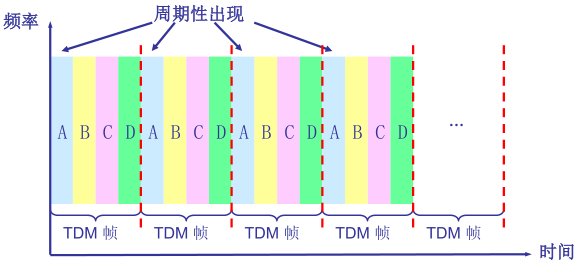 周期性出现
频率
A B C D A B C D A B C D A B C D ...
TDM 帧 TDM 帧 TDM 帧 TDM 帧 TDM 帧
时间